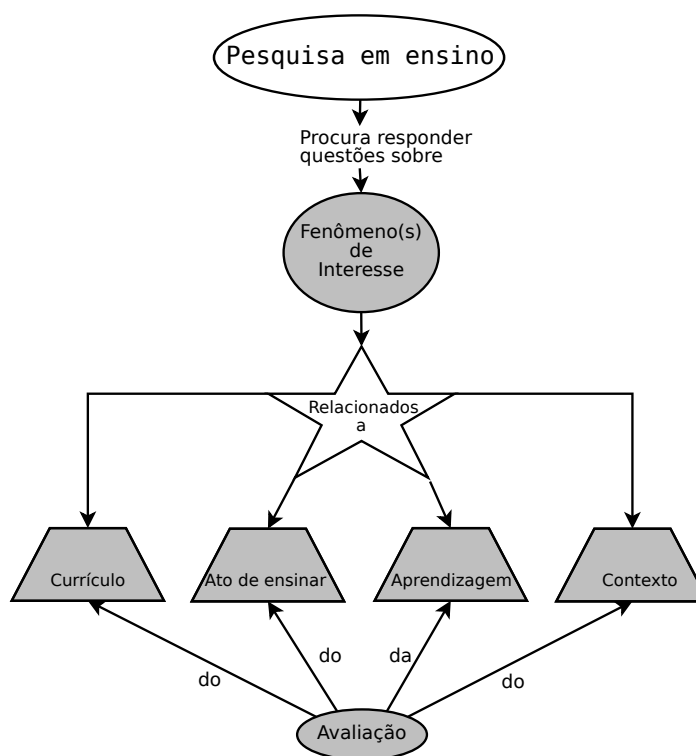 Pesquisa em ensino
Procura responder
questões sobre
Fenômeno(s)
de
Interesse
Relacionados
a
Currículo
Ato de ensinar
Aprendizagem
Contexto
do
do
da
do
Avaliação